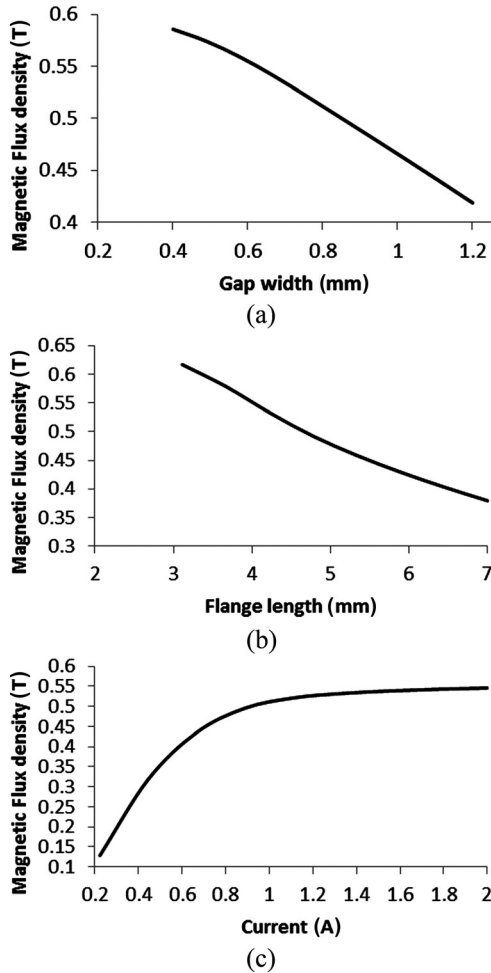 Magnetic Flux density (T)
0.6
0.55
0.5
0.45
0.4
0.2 0.4 0.6 0.8 1 1.2
Gap width (mm)
(a)
Magnetic Flux density (T)
0.65
0.6
0.55
0.5
0.45
0.4
0.35
0.3
2 3 4 5 6 7
Flange length (mm)
(b)
Magnetic Flux density (T)
0.6
0.55
0.5
0.45
0.4
0.35
0.3
0.25
0.2
0.15
0.1
0.2 0.4 0.6 0.8 1 1.2 1.4 1.6 1.8 2
Current (A)
(c)